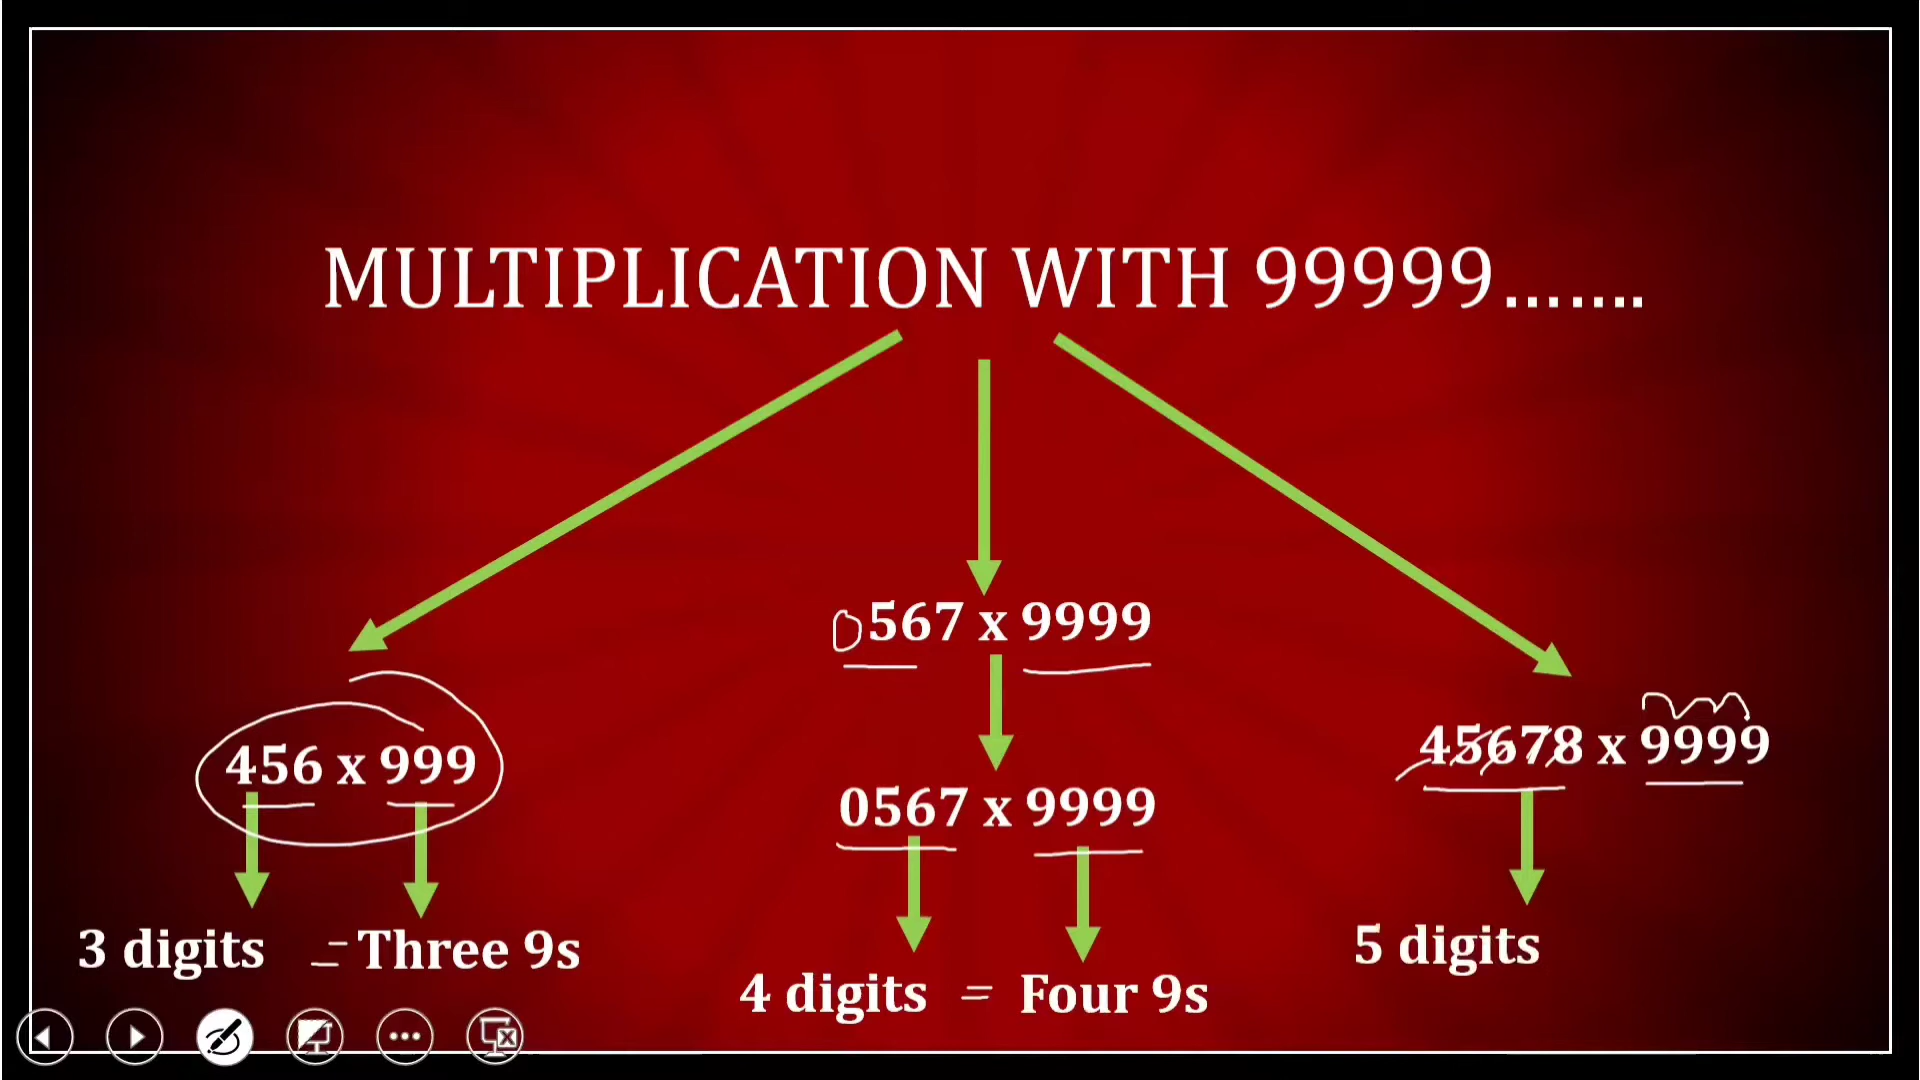 MULTIPLICATION WITH 99999.......
456 x 999
3 digits = Three 9s
0567 x 9999
0567 x 9999
4 digits = Four 9s
45678 x 9999
5 digits